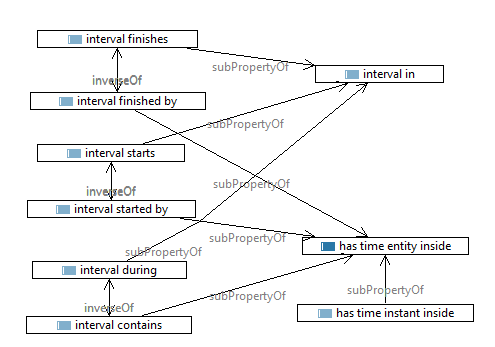 interval finishes
subPropertyOf
interval in
inverseOf
interval finished by
subPropertyOf
interval starts
subPropertyOf
inverseOf
interval started by
subPropertyOf
has time entity inside
subPropertyOf
interval during
subPropertyOf
subPropertyOf
inverseOf
interval contains
has time instant inside